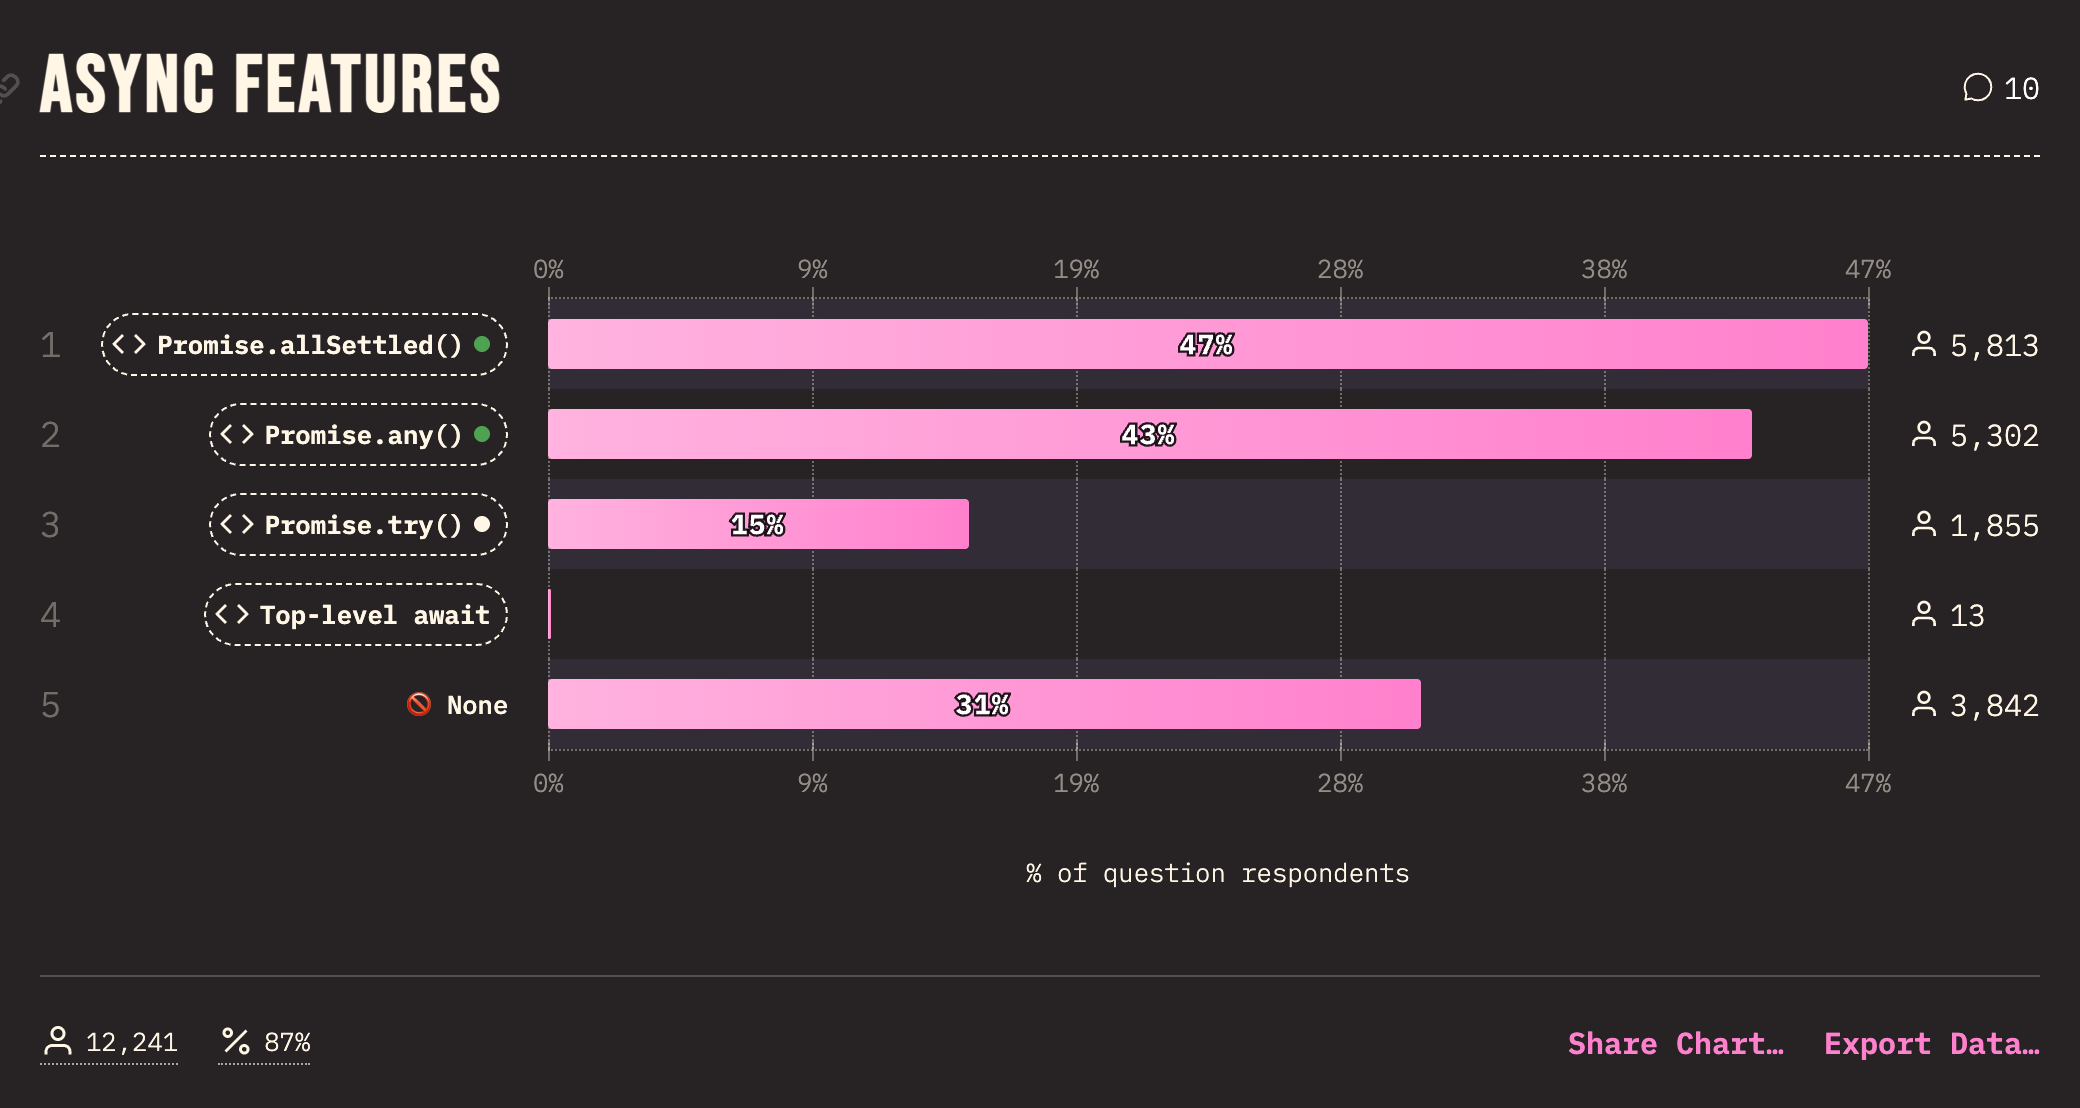 ASYNC FEATURES
10
0% 9% 19% 28% 38% 47%
1 <> Promise.allSettled() 47% 5,813
2 <> Promise.any() 43% 5,302
3 <> Promise.try() 15% 1,855
4 <> Top-level await 13
5 None 31% 3,842
0% 9% 19% 28% 38% 47%
% of question respondents
12,241 % 87% Share Chart… Export Data…